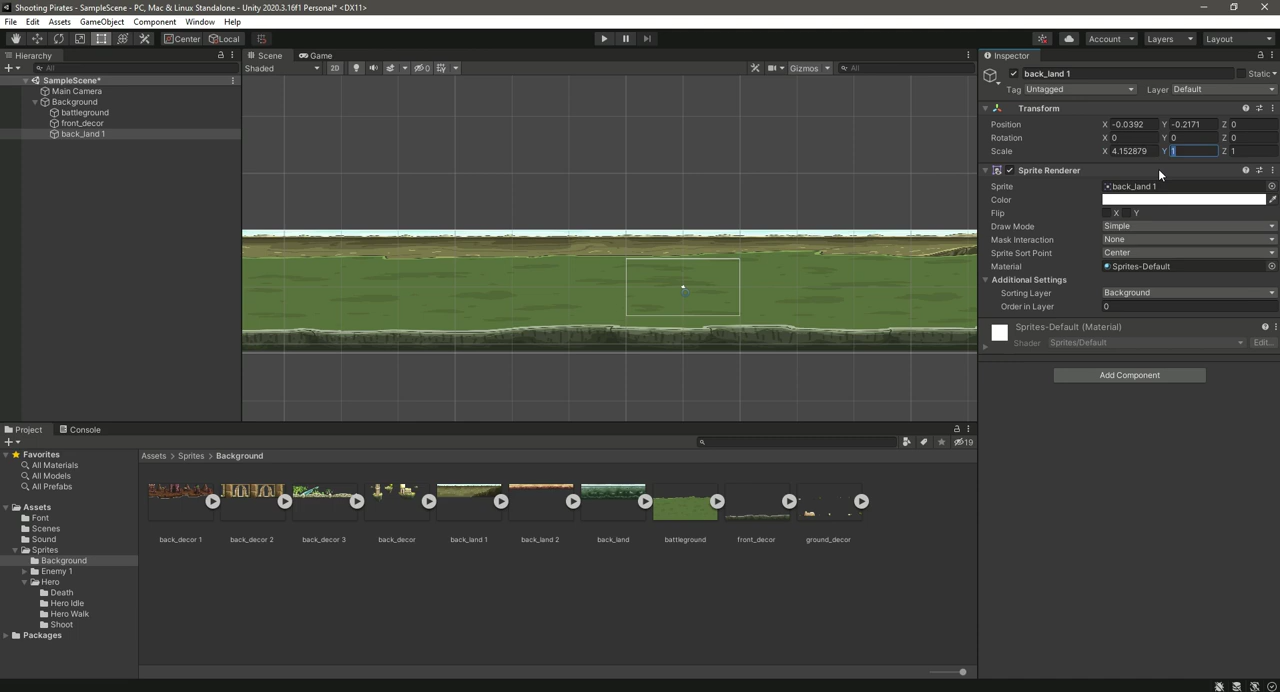 Shooting Pirates - SampleScene - PC, Mac & Linux Standalone - Unity 2020.3.16f1 Personal* <DX11>
File Edit Assets GameObject Component Window Help
Center Local Account Layers Layout
Hierarchy Scene Game Inspector
All Shaded 2D 0 Gizmos All back_land 1 Static
SampleScene*
Main Camera
Background
battleground
front_decor
back_land 1
Tag Untagged Layer Default
Transform
Position X -0.0392 Y -0.2171 Z 0
Rotation X 0 Y 0 Z 0
Scale X 4.152879 Y 1 Z 1
Sprite Renderer
Sprite back_land 1
Color
Flip X Y
Draw Mode Simple
Mask Interaction None
Sprite Sort Point Center
Material Sprites-Default
Additional Settings
Sorting Layer Background
Order in Layer 0
Sprites-Default (Material)
Shader Sprites/Default Edit...
Add Component
Project Console
19
Favorites
All Materials
All Models
All Prefabs
Assets
Font
Scenes
Sound
Sprites
Background
Enemy 1
Hero
Death
Hero Idle
Hero Walk
Shoot
Packages
Assets > Sprites > Background
back_decor 1 back_decor 2 back_decor 3 back_decor back_land 1 back_land 2 back_land battleground front_decor ground_decor